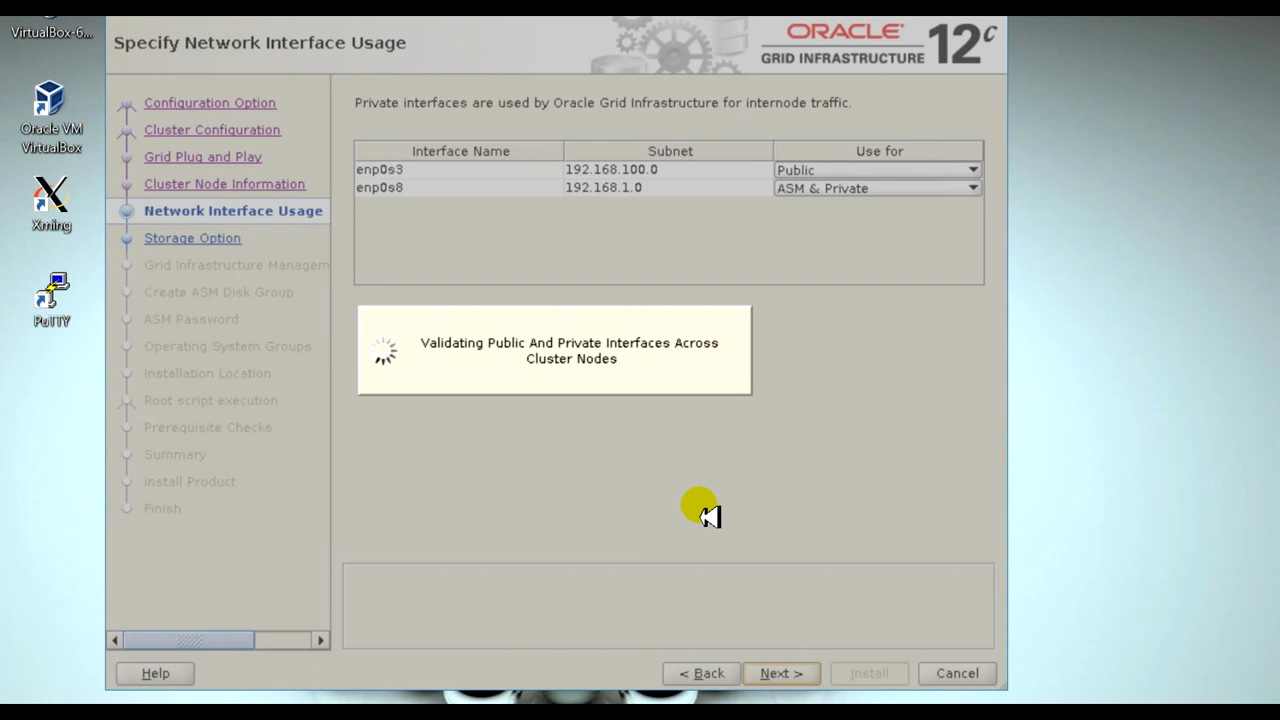 VirtualBox-6...
Oracle VM
VirtualBox
Xming
PuTTY
Specify Network Interface Usage
ORACLE
GRID INFRASTRUCTURE 12c
Configuration Option
Cluster Configuration
Grid Plug and Play
Cluster Node Information
Network Interface Usage
Storage Option
Grid Infrastructure Managem
Create ASM Disk Group
ASM Password
Operating System Groups
Installation Location
Root script execution
Prerequisite Checks
Summary
Install Product
Finish
Private interfaces are used by Oracle Grid Infrastructure for internode traffic.
Interface Name Subnet Use for
enp0s3 192.168.100.0 Public
enp0s8 192.168.1.0 ASM & Private
Validating Public And Private Interfaces Across
Cluster Nodes
Help < Back Next > Install Cancel